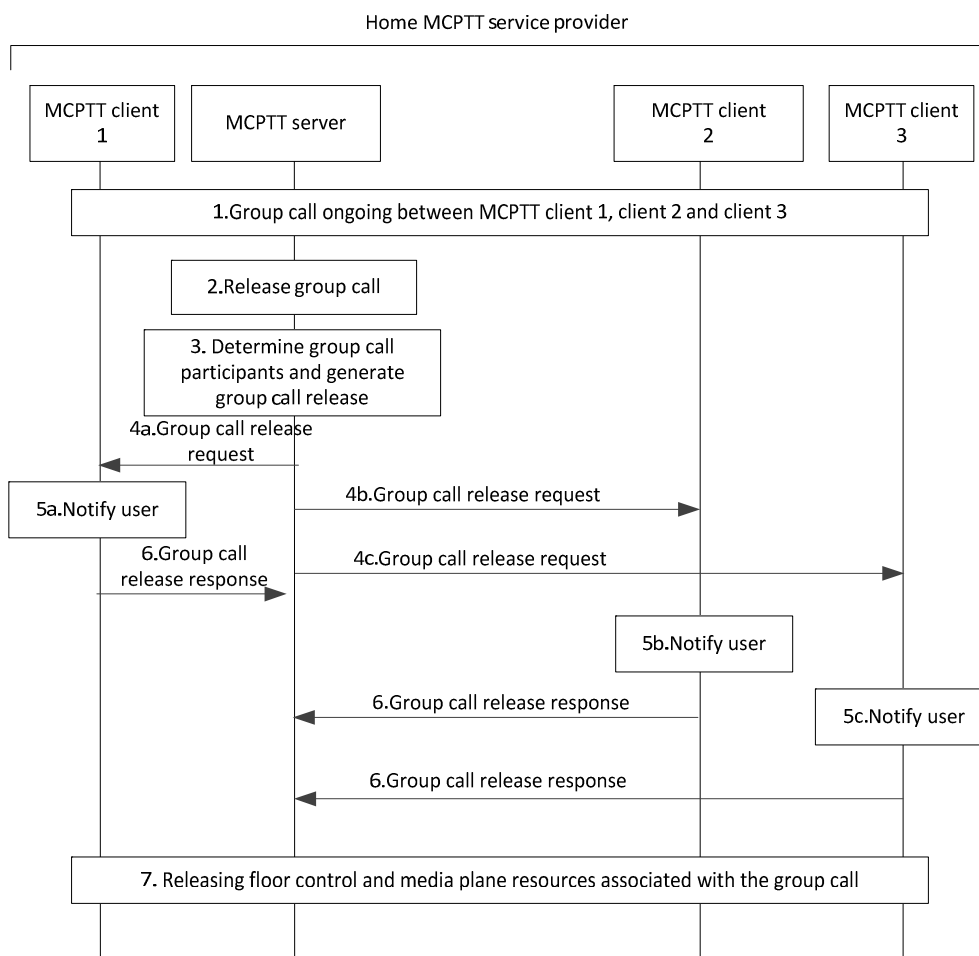 Home MCPTT service provider
MCPTT client
1
MCPTT server
MCPTT client
2
MCPTT client
3
1.Group call ongoing between MCPTT client 1, client 2 and client 3
2.Release group call
3. Determine group call
participants and generate
group call release
4a.Group call release
request
4b.Group call release request
5a.Notify user
6.Group call
release response
4c.Group call release request
5b.Notify user
6.Group call release response
5c.Notify user
6.Group call release response
7. Releasing floor control and media plane resources associated with the group call